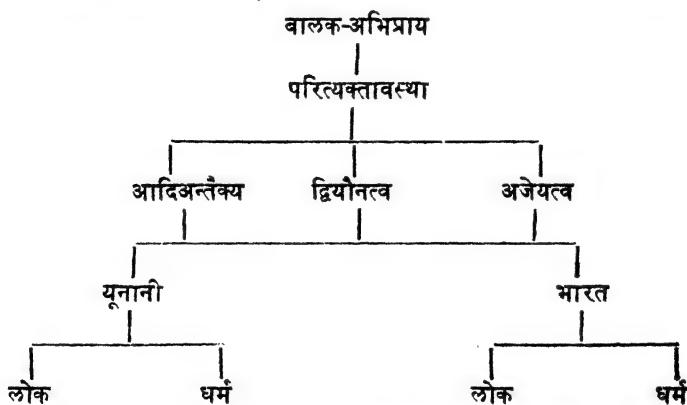 बालक-अभिप्राय
परित्यक्तावस्था
आदिअन्तैक्य द्वियौनत्व अजेयत्व
यूनानी भारत
लोक धर्म लोक धर्म